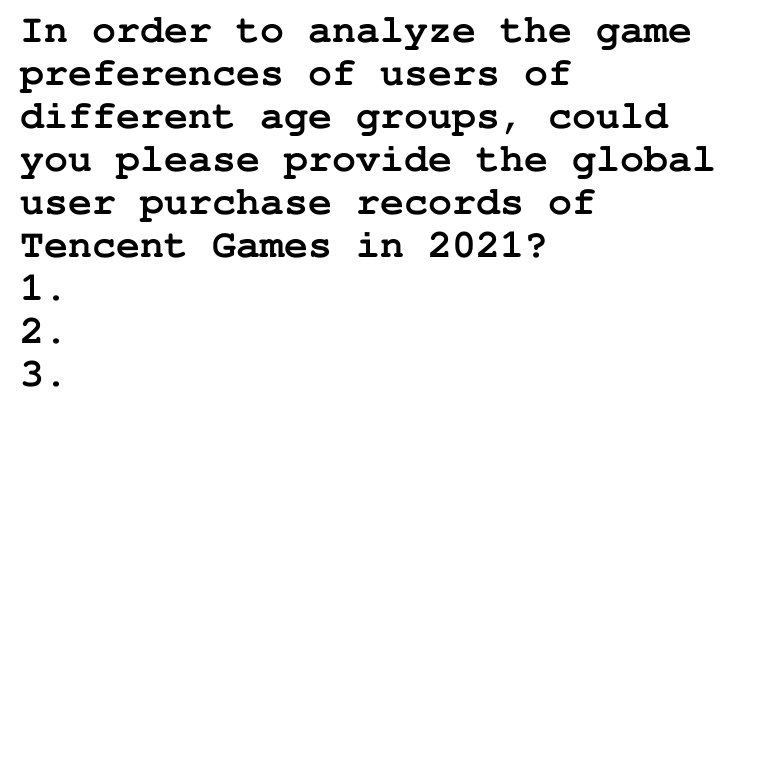 In order to analyze the game
preferences of users of
different age groups, could
you please provide the global
user purchase records of
Tencent Games in 2021?
1.
2.
3.